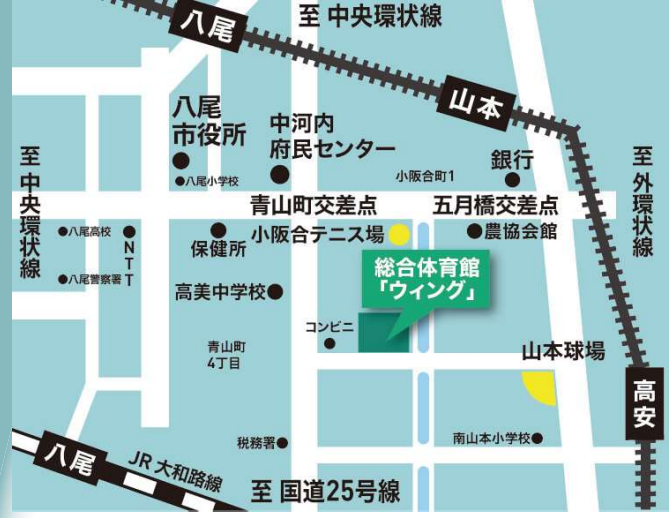 八尾
至 中央環状線
山本
八尾
市役所
中河内
府民センター
八尾小学校
小阪合町1
銀行
至 中央環状線
至 外環状線
青山町交差点
五月橋交差点
八尾高校
NTT
保健所
小阪合テニス場
農協会館
八尾警察署
高美中学校
総合体育館
「ウィング」
コンビニ
青山町
4丁目
山本球場
高安
税務署
南山本小学校
八尾
JR 大和路線
至 国道25号線